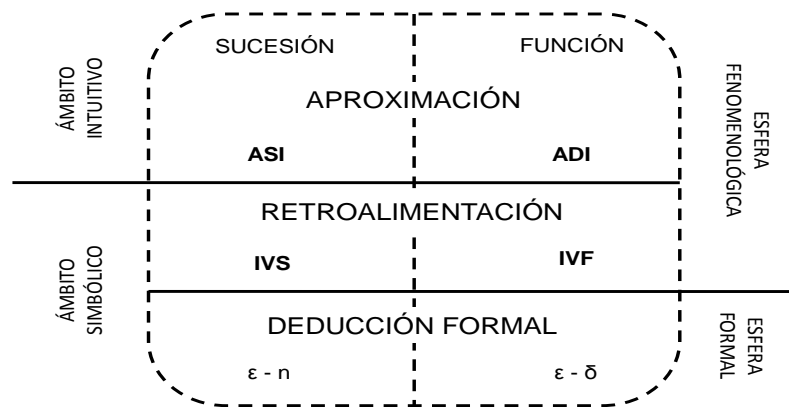 SUCESIÓN
FUNCIÓN
APROXIMACIÓN
ASI
ADI
RETROALIMENTACIÓN
IVS
IVF
DEDUCCIÓN FORMAL
ε - n
ε - δ
ÁMBITO
INTUITIVO
ÁMBITO
SIMBÓLICO
ESFERA
FENOMENOLÓGICA
ESFERA
FORMAL